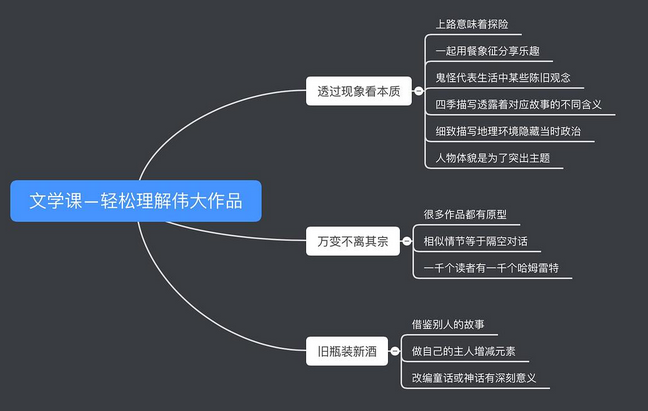 文学课—轻松理解伟大作品
透过现象看本质
上路意味着探险
一起用餐象征分享乐趣
鬼怪代表生活中某些陈旧观念
四季描写透露着对应故事的不同含义
细致描写地理环境隐藏当时政治
人物体貌是为了突出主题
万变不离其宗
很多作品都有原型
相似情节等于隔空对话
一千个读者有一千个哈姆雷特
旧瓶装新酒
借鉴别人的故事
做自己的主人增减元素
改编童话或神话有深刻意义